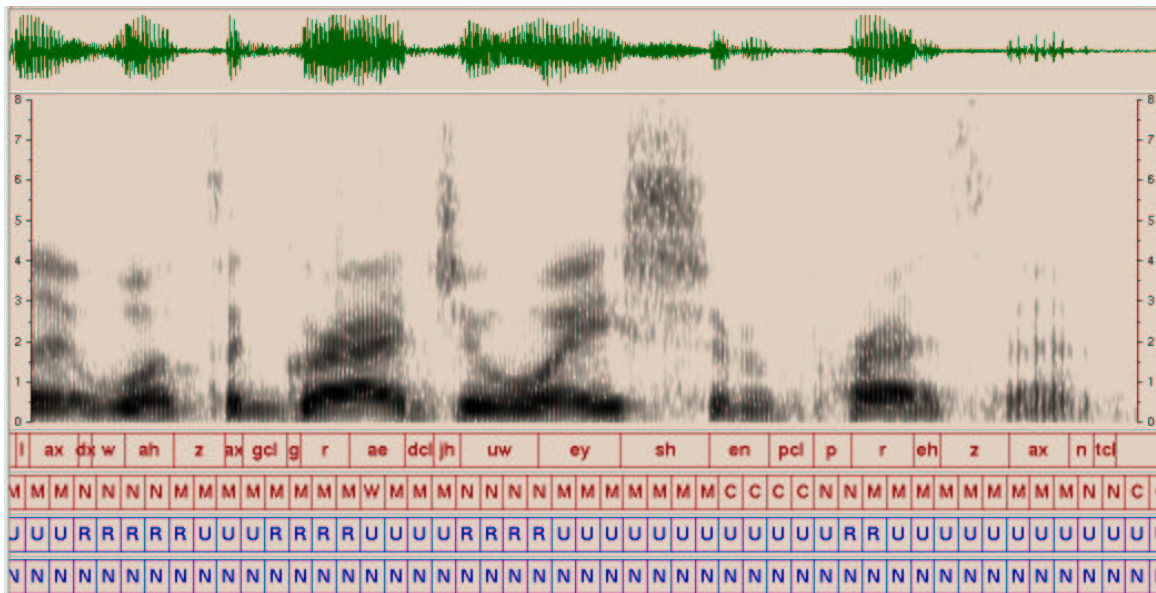 8 8
7 7
6 6
5 5
4 4
3 3
2 2
1 1
0 0
l ax dx w ah z ax gcl g r ae dcl jh uw ey sh en pcl p r eh z ax n tcl
M M M N N N N M M M M M M M M W M M M N N N N M M M M M M M C C C C N N M M M M M M M M M N N C
U U U R R R R R U U U R R R R U U U U R R R R U U U U U U U U U U U U R R U U U U U U U U U U U
N N N N N N N N N N N N N N N N N N N N N N N N N N N N N N N N N N N N N N N N N N N N N N N N